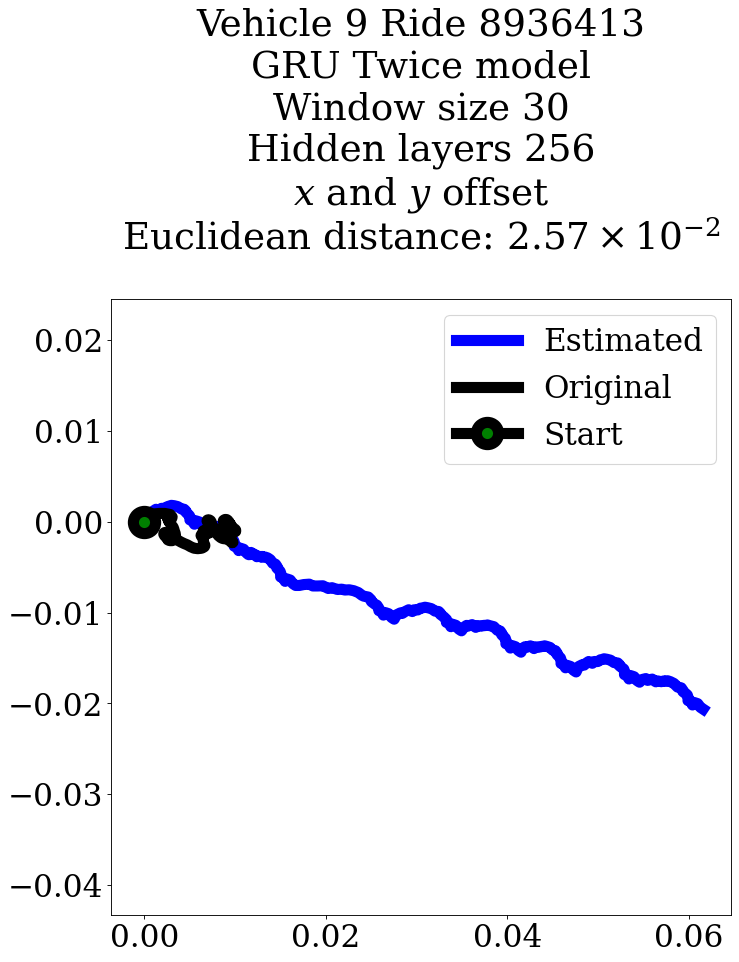 Vehicle 9 Ride 8936413
GRU Twice model
Window size 30
Hidden layers 256
x and y offset
Euclidean distance: 2.57 × 10⁻²
Estimated
Original
Start
0.02
0.01
0.00
−0.01
−0.02
−0.03
−0.04
0.00 0.02 0.04 0.06